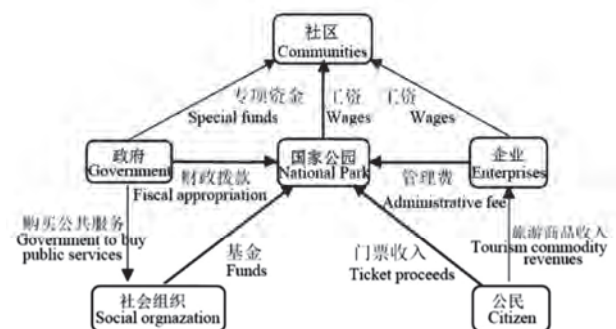 社区
Communities
专项资金
Special funds
工资
Wages
工资
Wages
政府
Government
国家公园
National Park
企业
Enterprises
财政拨款
Fiscal appropriation
管理费
Administrative fee
购买公共服务
Government to buy
public services
旅游商品收入
Tourism commodity
revenues
基金
Funds
门票收入
Ticket proceeds
社会组织
Social orgnazation
公民
Citizen